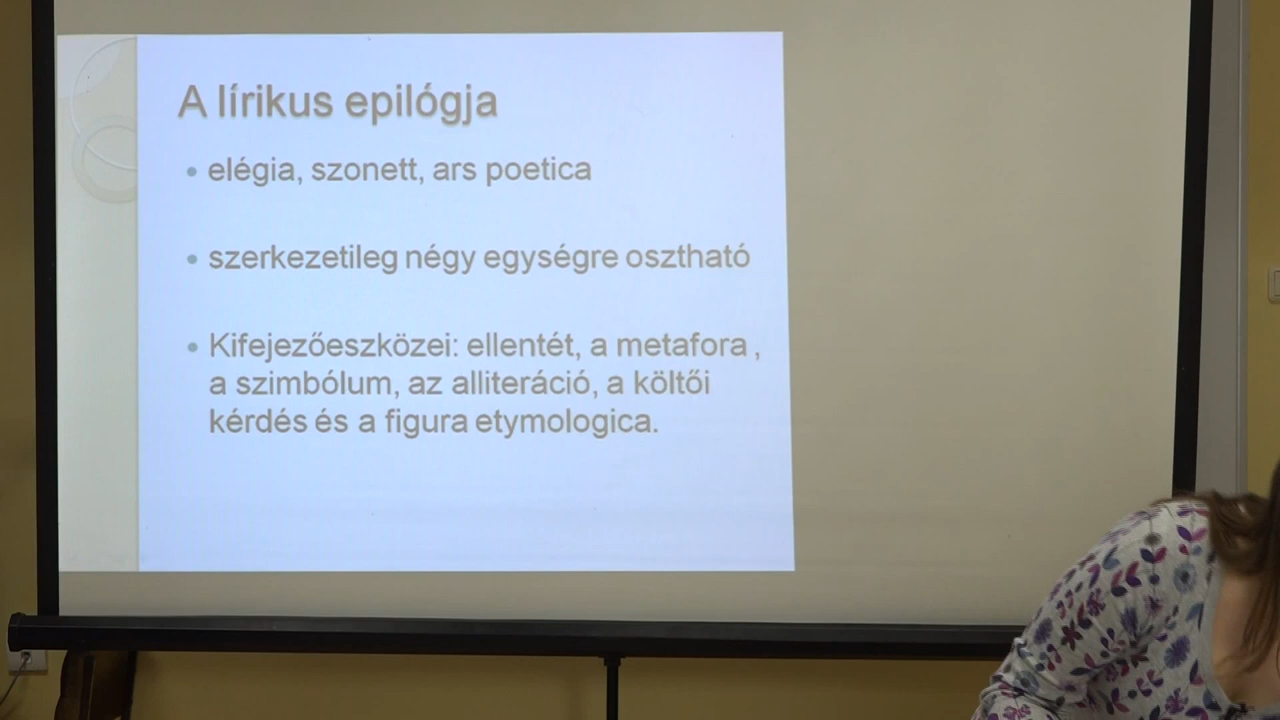 A lírikus epilógja
• elégia, szonett, ars poetica
• szerkezetileg négy egységre osztható
• Kifejezőeszközei: ellentét, a metafora ,
a szimbólum, az alliteráció, a költői
kérdés és a figura etymologica.